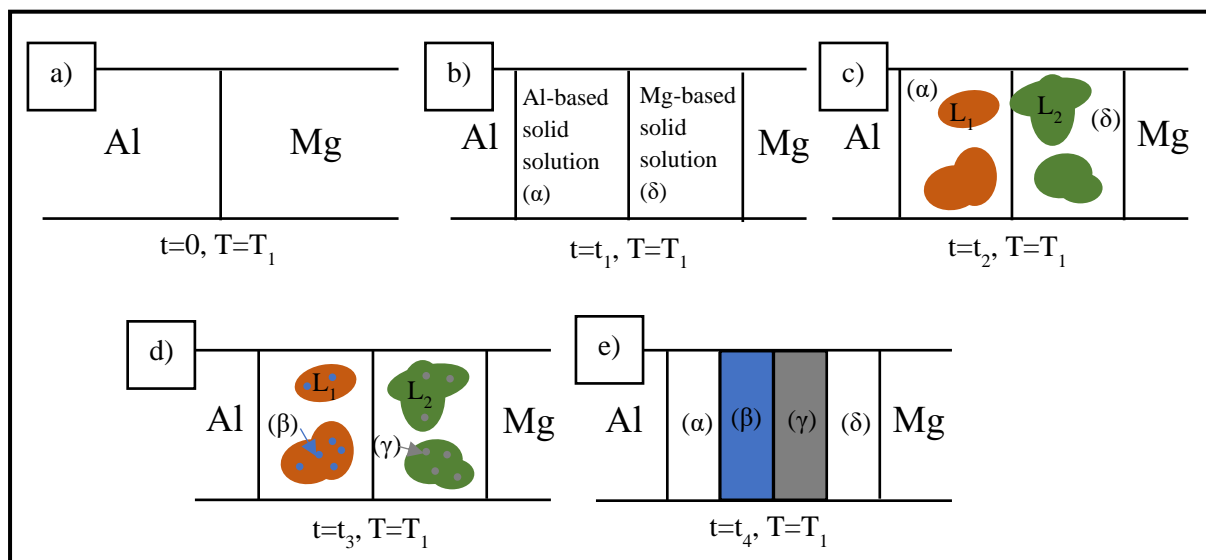 a)
Al
Mg
t=0, T=T₁
b)
Al
Al-based
solid
solution
(α)
Mg-based
solid
solution
(δ)
Mg
t=t₁, T=T₁
c)
Al
(α)
L₁
L₂
(δ)
Mg
t=t₂, T=T₁
d)
Al
L₁
(β)
L₂
(γ)
Mg
t=t₃, T=T₁
e)
Al
(α)
(β)
(γ)
(δ)
Mg
t=t₄, T=T₁